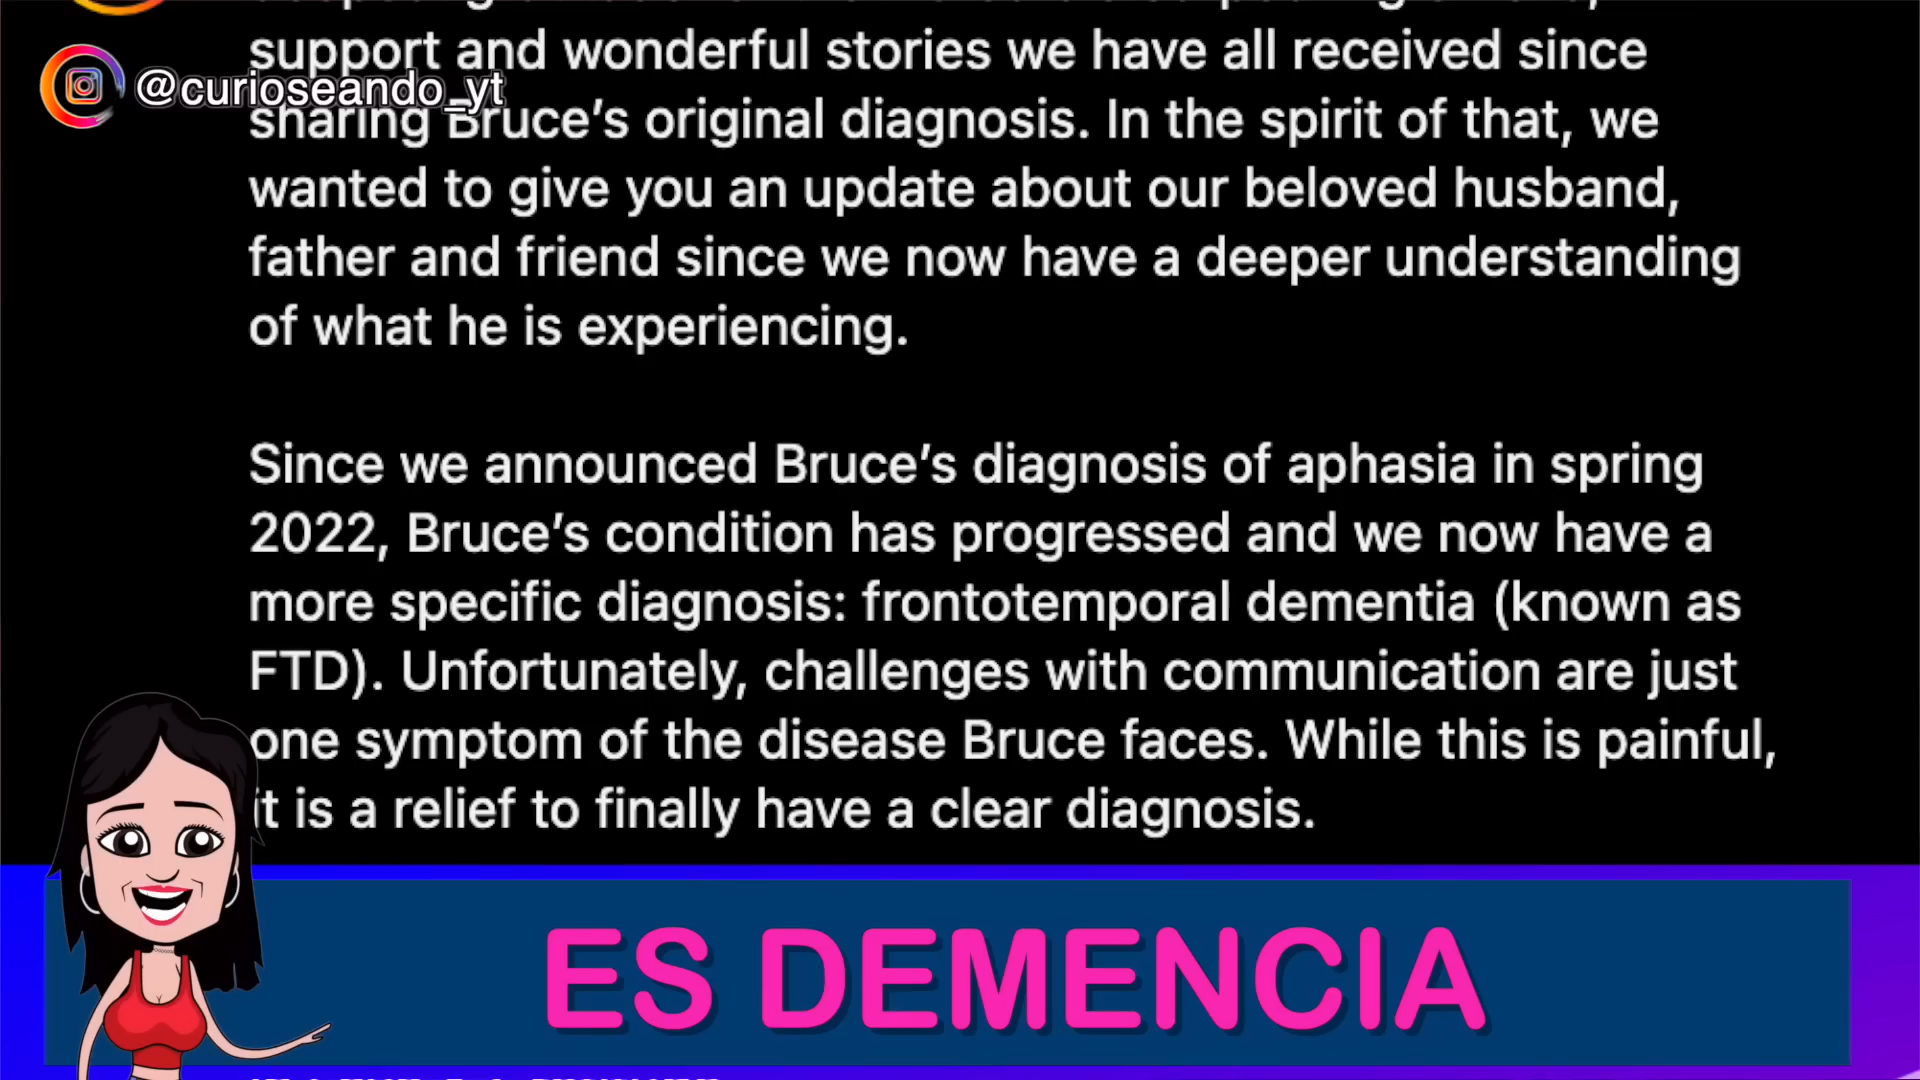 support and wonderful stories we have all received since
@curioseando_yt
sharing Bruce’s original diagnosis. In the spirit of that, we
wanted to give you an update about our beloved husband,
father and friend since we now have a deeper understanding
of what he is experiencing.
Since we announced Bruce’s diagnosis of aphasia in spring
2022, Bruce’s condition has progressed and we now have a
more specific diagnosis: frontotemporal dementia (known as
FTD). Unfortunately, challenges with communication are just
one symptom of the disease Bruce faces. While this is painful,
it is a relief to finally have a clear diagnosis.
ES DEMENCIA